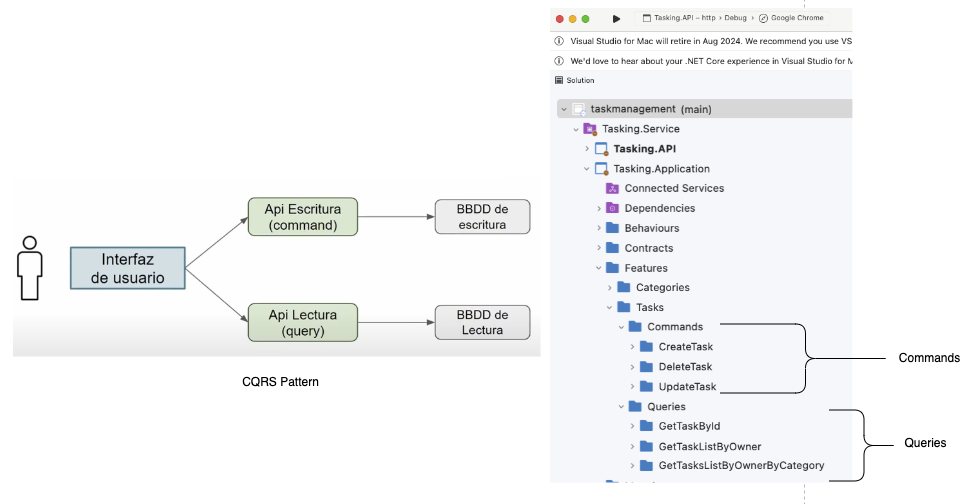 Interfaz
de usuario
Api Escritura
(command)
BBDD de
escritura
Api Lectura
(query)
BBDD de
Lectura
CQRS Pattern
Tasking.API – http › Debug › Google Chrome
Visual Studio for Mac will retire in Aug 2024. We recommend you use VS
We'd love to hear about your .NET Core experience in Visual Studio for M
Solution
taskmanagement (main)
Tasking.Service
Tasking.API
Tasking.Application
Connected Services
Dependencies
Behaviours
Contracts
Features
Categories
Tasks
Commands
CreateTask
DeleteTask
UpdateTask
Queries
GetTaskById
GetTaskListByOwner
GetTasksListByOwnerByCategory
Commands
Queries